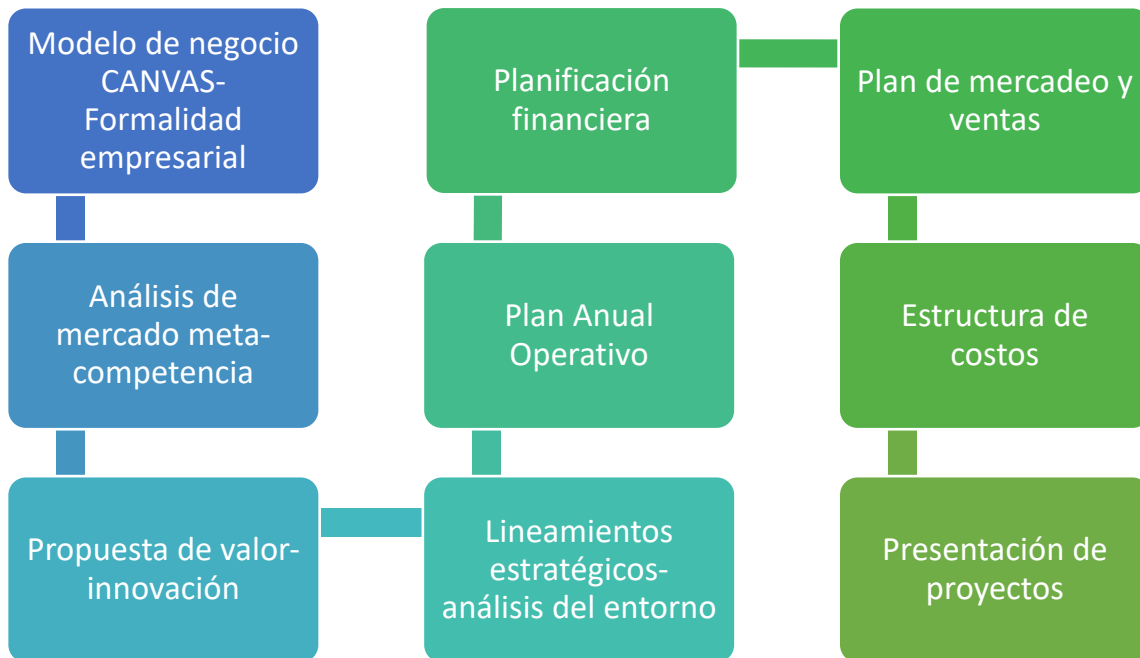 Modelo de negocio
CANVAS-
Formalidad
empresarial
Análisis de
mercado meta-
competencia
Propuesta de valor-
innovación
Lineamientos
estratégicos-
análisis del entorno
Plan Anual
Operativo
Planificación
financiera
Plan de mercadeo y
ventas
Estructura de
costos
Presentación de
proyectos